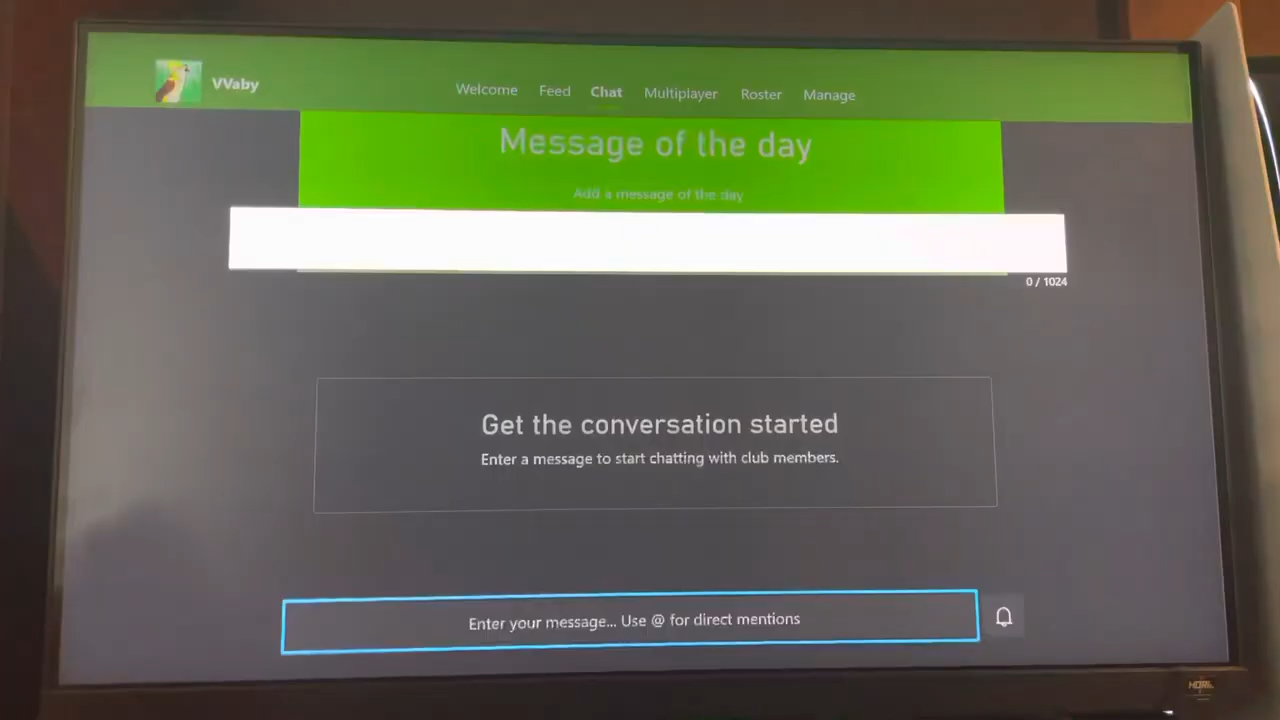 VVaby
Welcome Feed Chat Multiplayer Roster Manage
Message of the day
Add a message of the day
0 / 1024
Get the conversation started
Enter a message to start chatting with club members.
Enter your message... Use @ for direct mentions
HORI